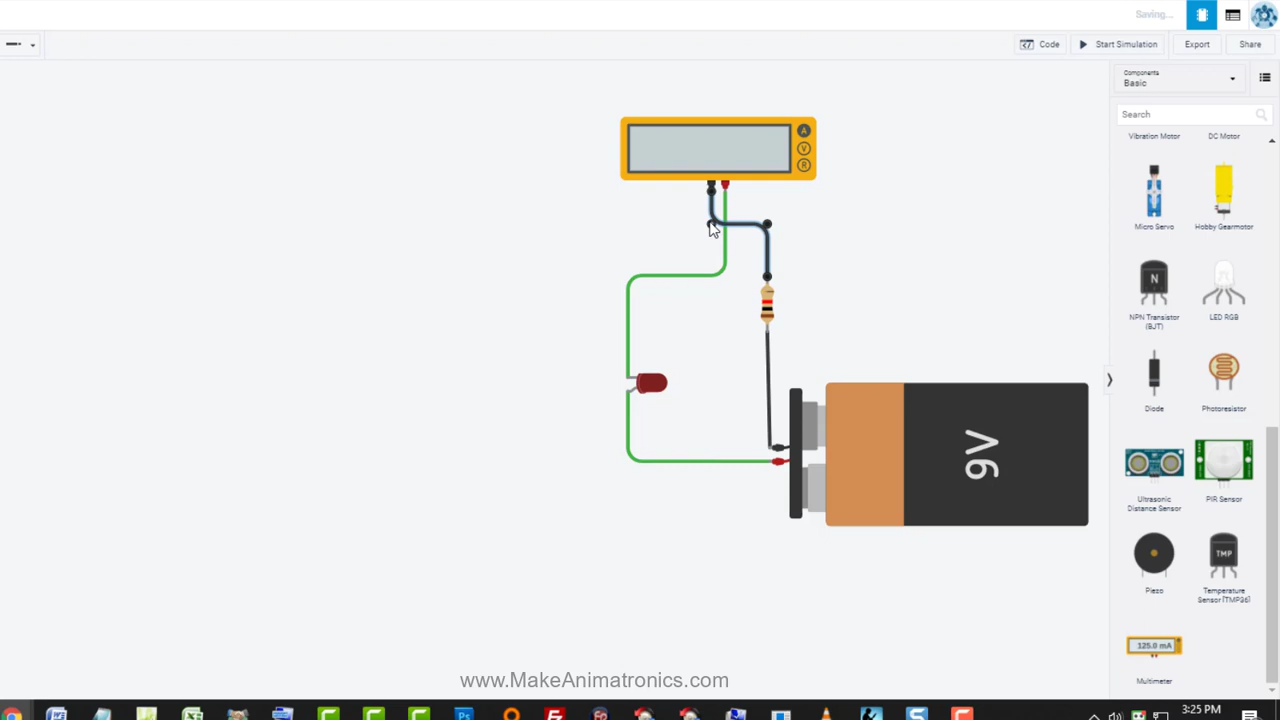 Saving...
Code
Start Simulation
Export
Share
Components
Basic
Search
Vibration Motor
DC Motor
A
V
R
Micro Servo
Hobby Gearmotor
N
NPN Transistor
(BJT)
LED RGB
Diode
Photoresistor
9V
Ultrasonic
Distance Sensor
PIR Sensor
TMP
Piezo
Temperature
Sensor [TMP36]
125.0 mA
Multimeter
www.MakeAnimatronics.com
3:25 PM